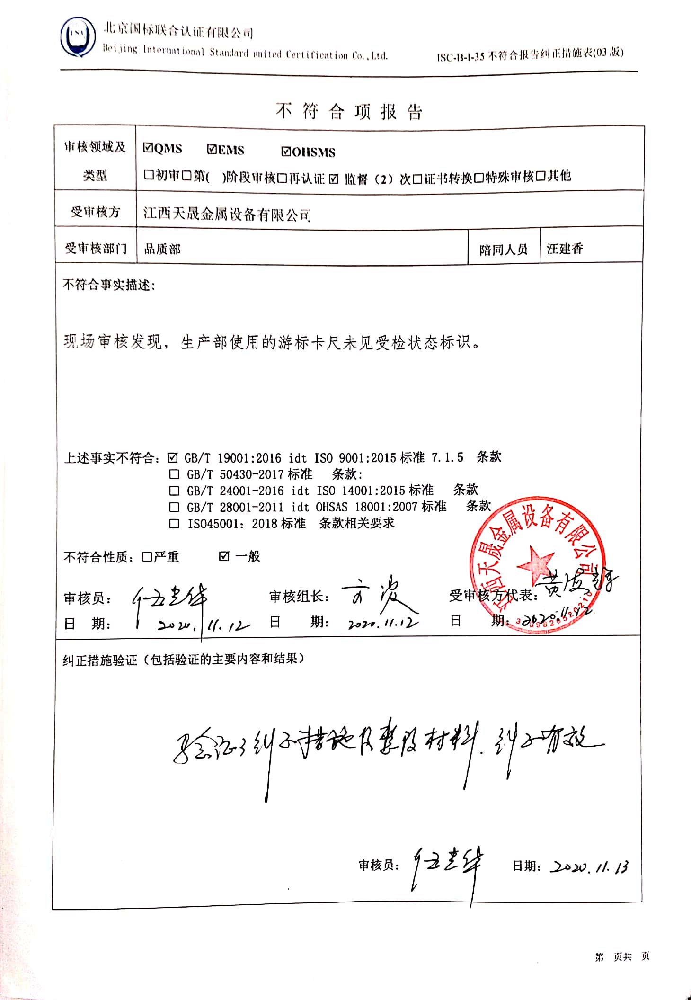 北京国标联合认证有限公司
Beijing International Standard united Certification Co.,Ltd.
ISC-B-I-35 不符合报告纠正措施表(03 版)
不符合项报告
审核领域及类型
☑QMS ☑EMS ☑OHSMS
□初审□第( )阶段审核□再认证☑ 监督（2）次□证书转换□特殊审核□其他
受审核方 江西天晟金属设备有限公司
受审核部门 品质部 陪同人员 汪建香
不符合事实描述：
现场审核发现，生产部使用的游标卡尺未见受检状态标识。
上述事实不符合：☑ GB/T 19001:2016 idt ISO 9001:2015 标准 7.1.5 条款
□ GB/T 50430-2017 标准 条款：
□ GB/T 24001-2016 idt ISO 14001:2015 标准 条款
□ GB/T 28001-2011 idt OHSAS 18001:2007 标准 条款
□ ISO45001：2018 标准 条款相关要求
不符合性质：□严重 ☑ 一般
江西天晟金属设备有限公司
审核员： 伍建华 审核组长： 方波 受审核方代表：
日 期： 2020.11.12 日 期： 2020.11.12 日 期： 2020.11.12
纠正措施验证（包括验证的主要内容和结果）
验证了纠正措施及整改材料. 纠正有效
审核员： 伍建华 日期： 2020.11.13
第 页共 页